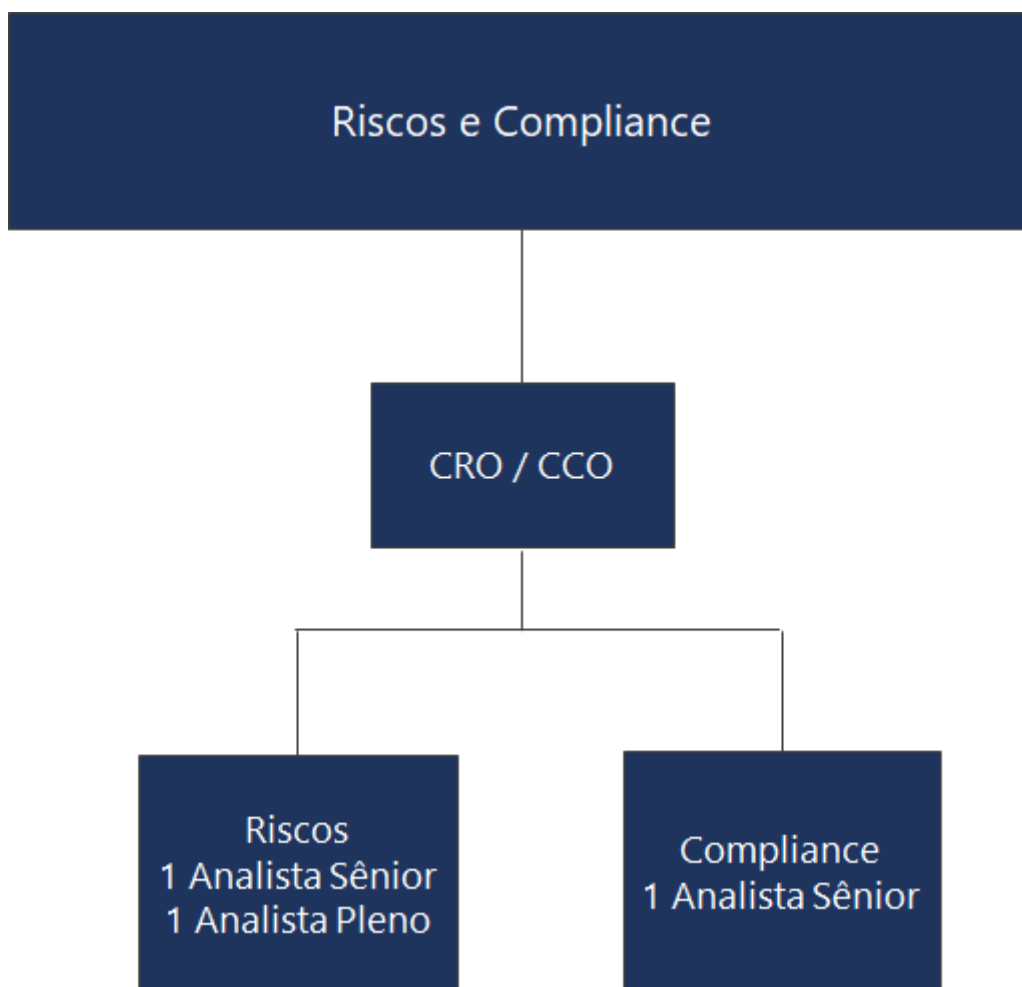 Riscos e Compliance
CRO / CCO
Riscos
1 Analista Sênior
1 Analista Pleno
Compliance
1 Analista Sênior